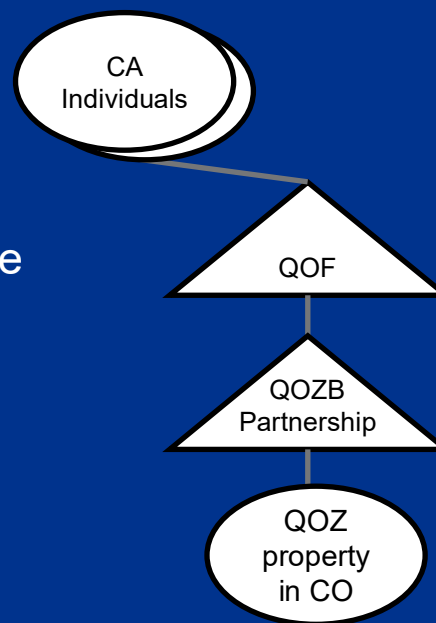 CA
Individuals
e
QOF
QOZB
Partnership
QOZ
property
in CO